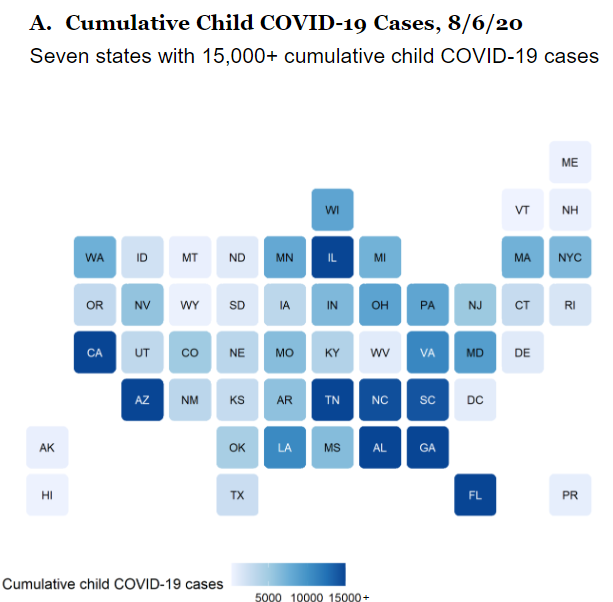 A. Cumulative Child COVID-19 Cases, 8/6/20
Seven states with 15,000+ cumulative child COVID-19 cases
ME
WI VT NH
WA ID MT ND MN IL MI MA NYC
OR NV WY SD IA IN OH PA NJ CT RI
CA UT CO NE MO KY WV VA MD DE
AZ NM KS AR TN NC SC DC
AK OK LA MS AL GA
HI TX FL PR
Cumulative child COVID-19 cases
5000 10000 15000+